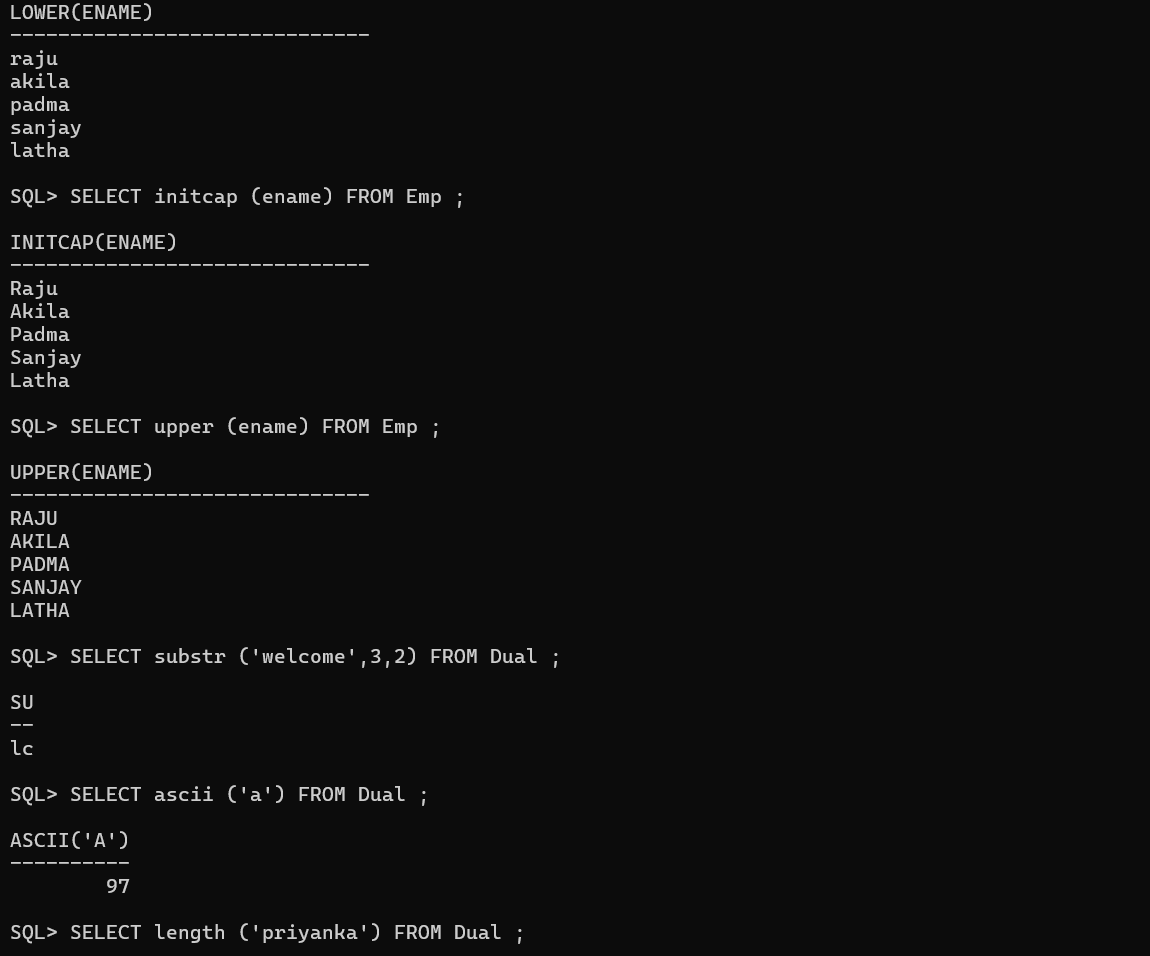 LOWER(ENAME)
------------------------------
raju
akila
padma
sanjay
latha
SQL> SELECT initcap (ename) FROM Emp ;
INITCAP(ENAME)
------------------------------
Raju
Akila
Padma
Sanjay
Latha
SQL> SELECT upper (ename) FROM Emp ;
UPPER(ENAME)
------------------------------
RAJU
AKILA
PADMA
SANJAY
LATHA
SQL> SELECT substr ('welcome',3,2) FROM Dual ;
SU
--
lc
SQL> SELECT ascii ('a') FROM Dual ;
ASCII('A')
----------
97
SQL> SELECT length ('priyanka') FROM Dual ;